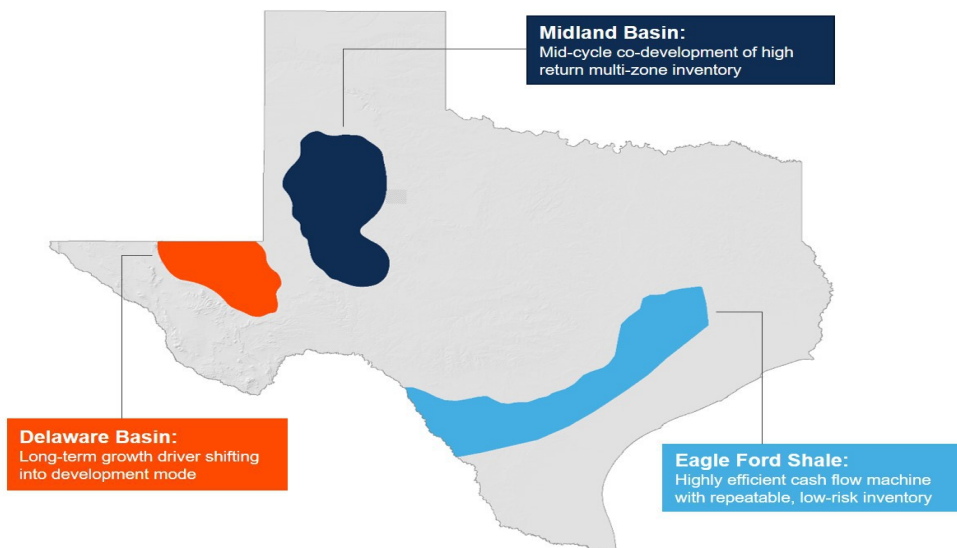 Midland Basin:
Mid-cycle co-development of high
return multi-zone inventory
Delaware Basin:
Long-term growth driver shifting
into development mode
Eagle Ford Shale:
Highly efficient cash flow machine
with repeatable, low-risk inventory